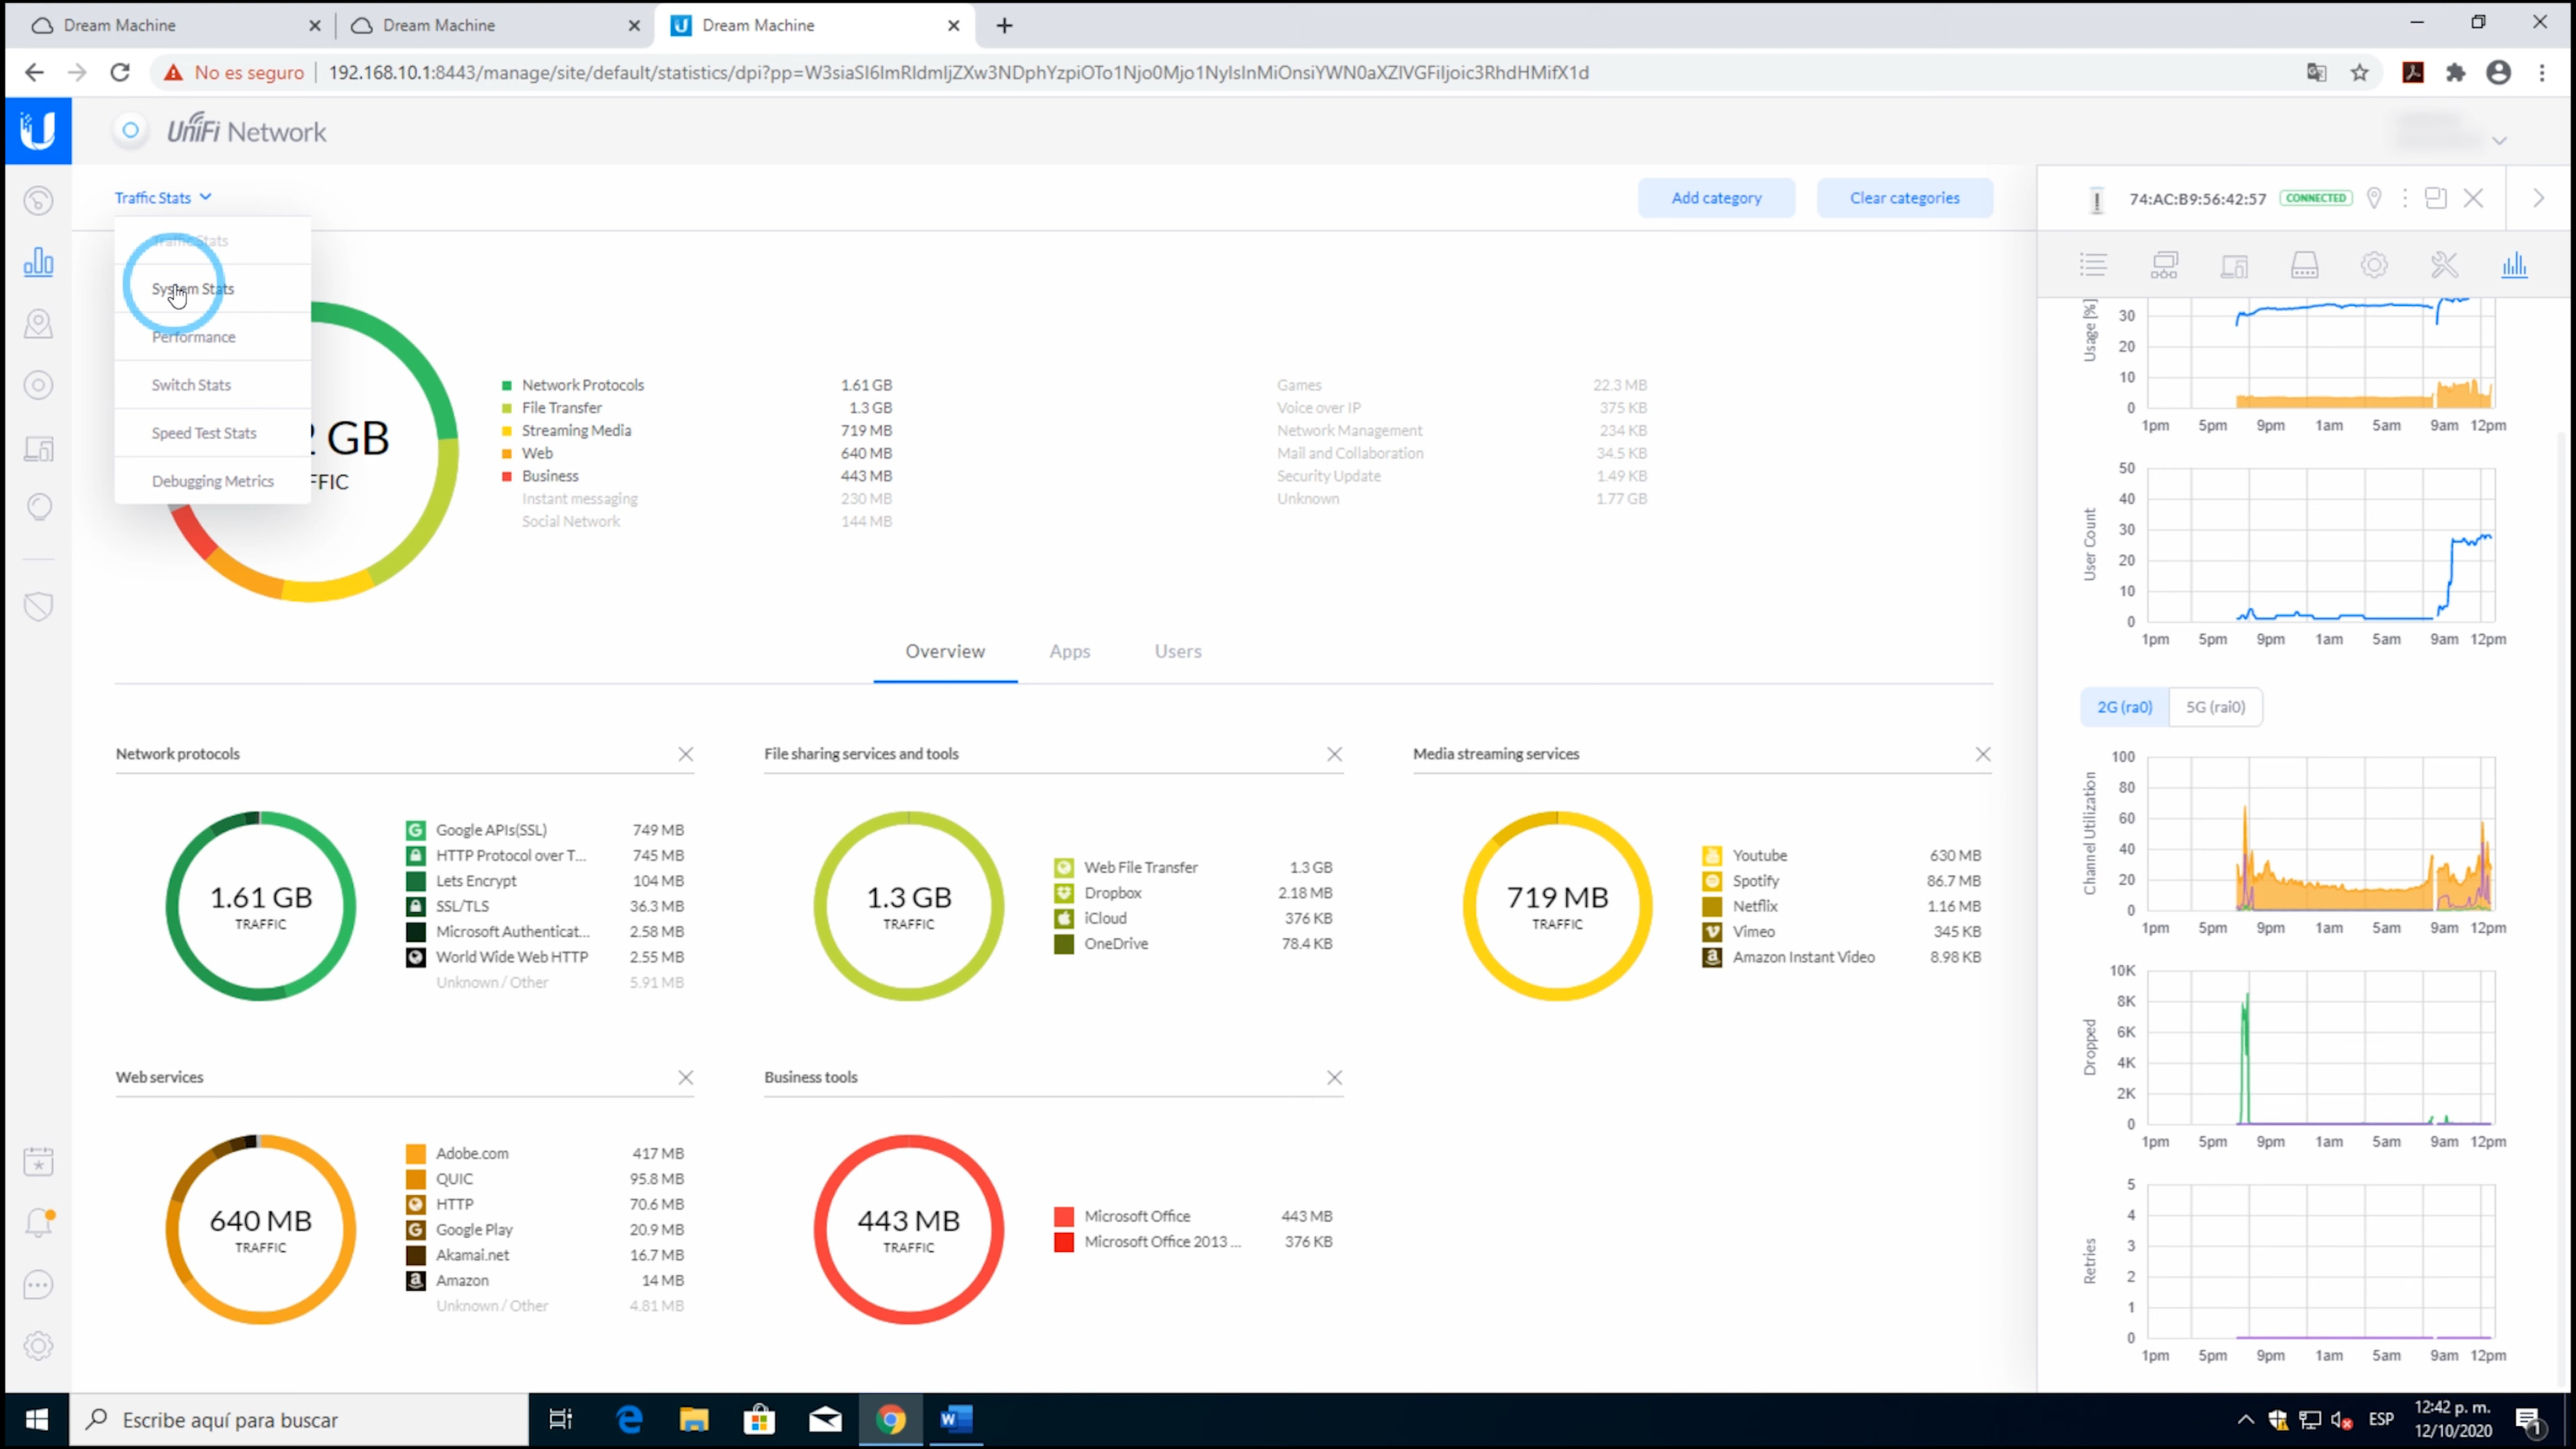 Dream Machine
Dream Machine
Dream Machine
No es seguro
192.168.10.1:8443/manage/site/default/statistics/dpi?pp=W3siaSI6ImRldmljZXw3NDphYzpiOTo1Njo0Mjo1NyIsInMiOnsiYWN0aXZlVGFiIjoic3RhdHMifX1d
UniFi Network
Traffic Stats
Add category
Clear categories
74:AC:B9:56:42:57
CONNECTED
Traffic Stats
System Stats
Performance
Switch Stats
Speed Test Stats
Debugging Metrics
GB
FFIC
Network Protocols 1.61 GB
File Transfer 1.3 GB
Streaming Media 719 MB
Web 640 MB
Business 443 MB
Instant messaging 230 MB
Social Network 144 MB
Games 22.3 MB
Voice over IP 375 KB
Network Management 234 KB
Mail and Collaboration 34.5 KB
Security Update 1.49 KB
Unknown 1.77 GB
Overview
Apps
Users
Network protocols
1.61 GB
TRAFFIC
Google APIs(SSL) 749 MB
HTTP Protocol over T... 745 MB
Lets Encrypt 104 MB
SSL/TLS 36.3 MB
Microsoft Authenticat... 2.58 MB
World Wide Web HTTP 2.55 MB
Unknown / Other 5.91 MB
File sharing services and tools
1.3 GB
TRAFFIC
Web File Transfer 1.3 GB
Dropbox 2.18 MB
iCloud 376 KB
OneDrive 78.4 KB
Media streaming services
719 MB
TRAFFIC
Youtube 630 MB
Spotify 86.7 MB
Netflix 1.16 MB
Vimeo 345 KB
Amazon Instant Video 8.98 KB
Web services
640 MB
TRAFFIC
Adobe.com 417 MB
QUIC 95.8 MB
HTTP 70.6 MB
Google Play 20.9 MB
Akamai.net 16.7 MB
Amazon 14 MB
Unknown / Other 4.81 MB
Business tools
443 MB
TRAFFIC
Microsoft Office 443 MB
Microsoft Office 2013 ... 376 KB
Usage [%]
30
20
10
0
1pm 5pm 9pm 1am 5am 9am 12pm
User Count
50
40
30
20
10
0
1pm 5pm 9pm 1am 5am 9am 12pm
2G (ra0)
5G (rai0)
Channel Utilization
100
80
60
40
20
0
1pm 5pm 9pm 1am 5am 9am 12pm
Dropped
10K
8K
6K
4K
2K
0
1pm 5pm 9pm 1am 5am 9am 12pm
Retries
5
4
3
2
1
0
1pm 5pm 9pm 1am 5am 9am 12pm
Escribe aquí para buscar
ESP
12:42 p. m.
12/10/2020
1